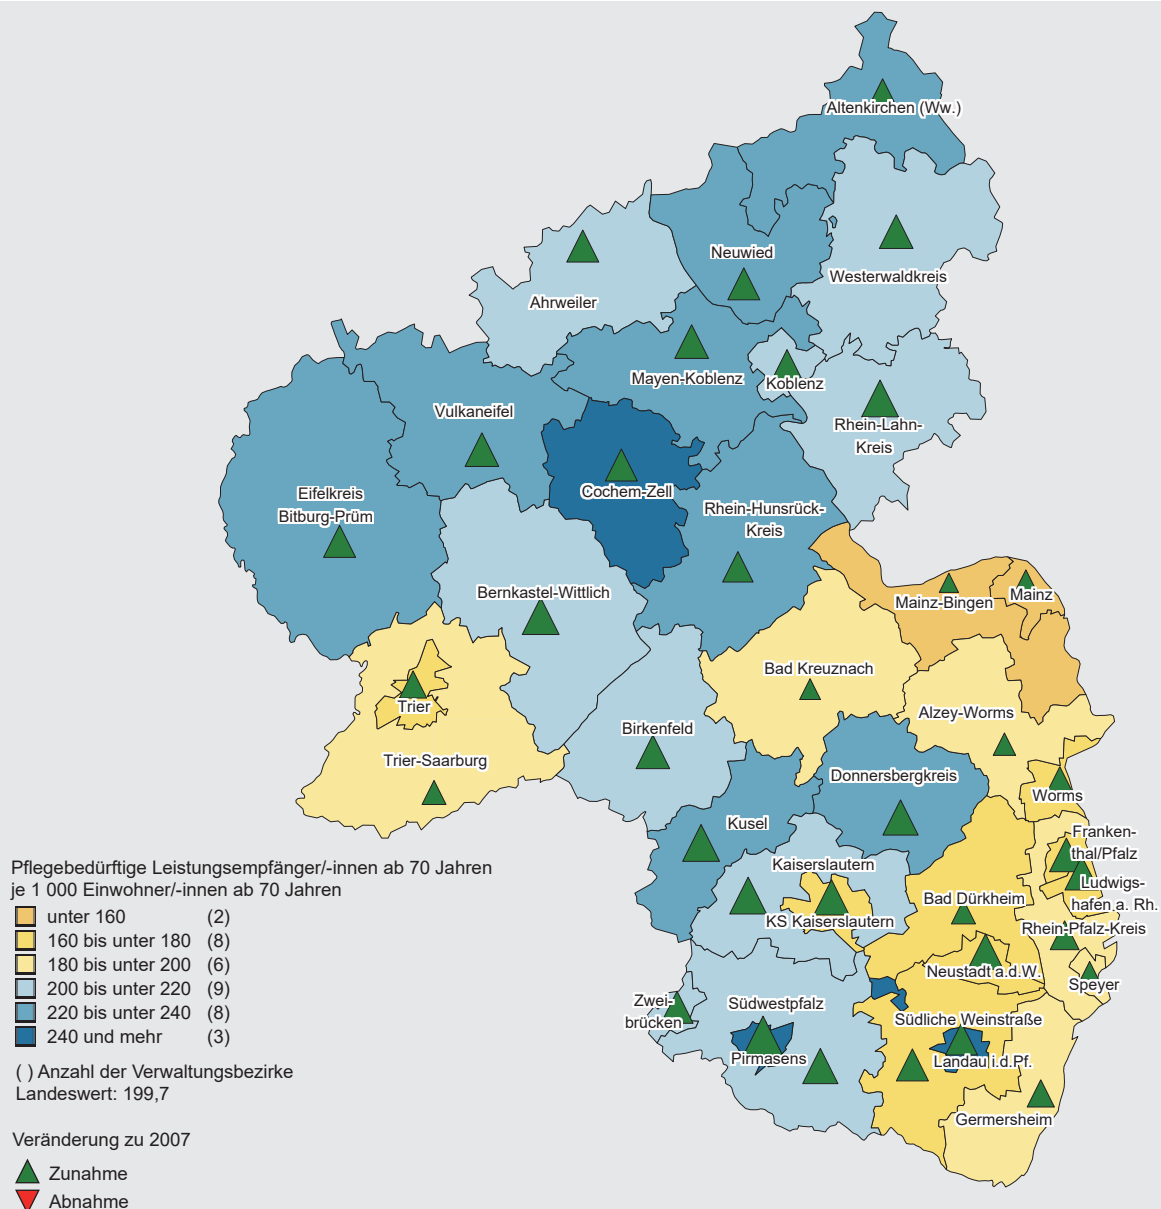 Altenkirchen (Ww.)
Neuwied
Westerwaldkreis
Ahrweiler
Mayen-Koblenz
Koblenz
Vulkaneifel
Rhein-Lahn-
Kreis
Cochem-Zell
Eifelkreis
Bitburg-Prüm
Rhein-Hunsrück-
Kreis
Bernkastel-Wittlich
Mainz-Bingen
Mainz
Bad Kreuznach
Trier
Alzey-Worms
Birkenfeld
Trier-Saarburg
Donnersbergkreis
Worms
Kusel
Franken-
thal/Pfalz
Kaiserslautern
Ludwigs-
hafen a. Rh.
Bad Dürkheim
KS Kaiserslautern
Rhein-Pfalz-Kreis
Neustadt a.d.W.
Speyer
Zwei-
brücken
Südwestpfalz
Südliche Weinstraße
Pirmasens
Landau i.d.Pf.
Germersheim
Pflegebedürftige Leistungsempfänger/-innen ab 70 Jahren
je 1 000 Einwohner/-innen ab 70 Jahren
unter 160 (2)
160 bis unter 180 (8)
180 bis unter 200 (6)
200 bis unter 220 (9)
220 bis unter 240 (8)
240 und mehr (3)
( ) Anzahl der Verwaltungsbezirke
Landeswert: 199,7
Veränderung zu 2007
Zunahme
Abnahme